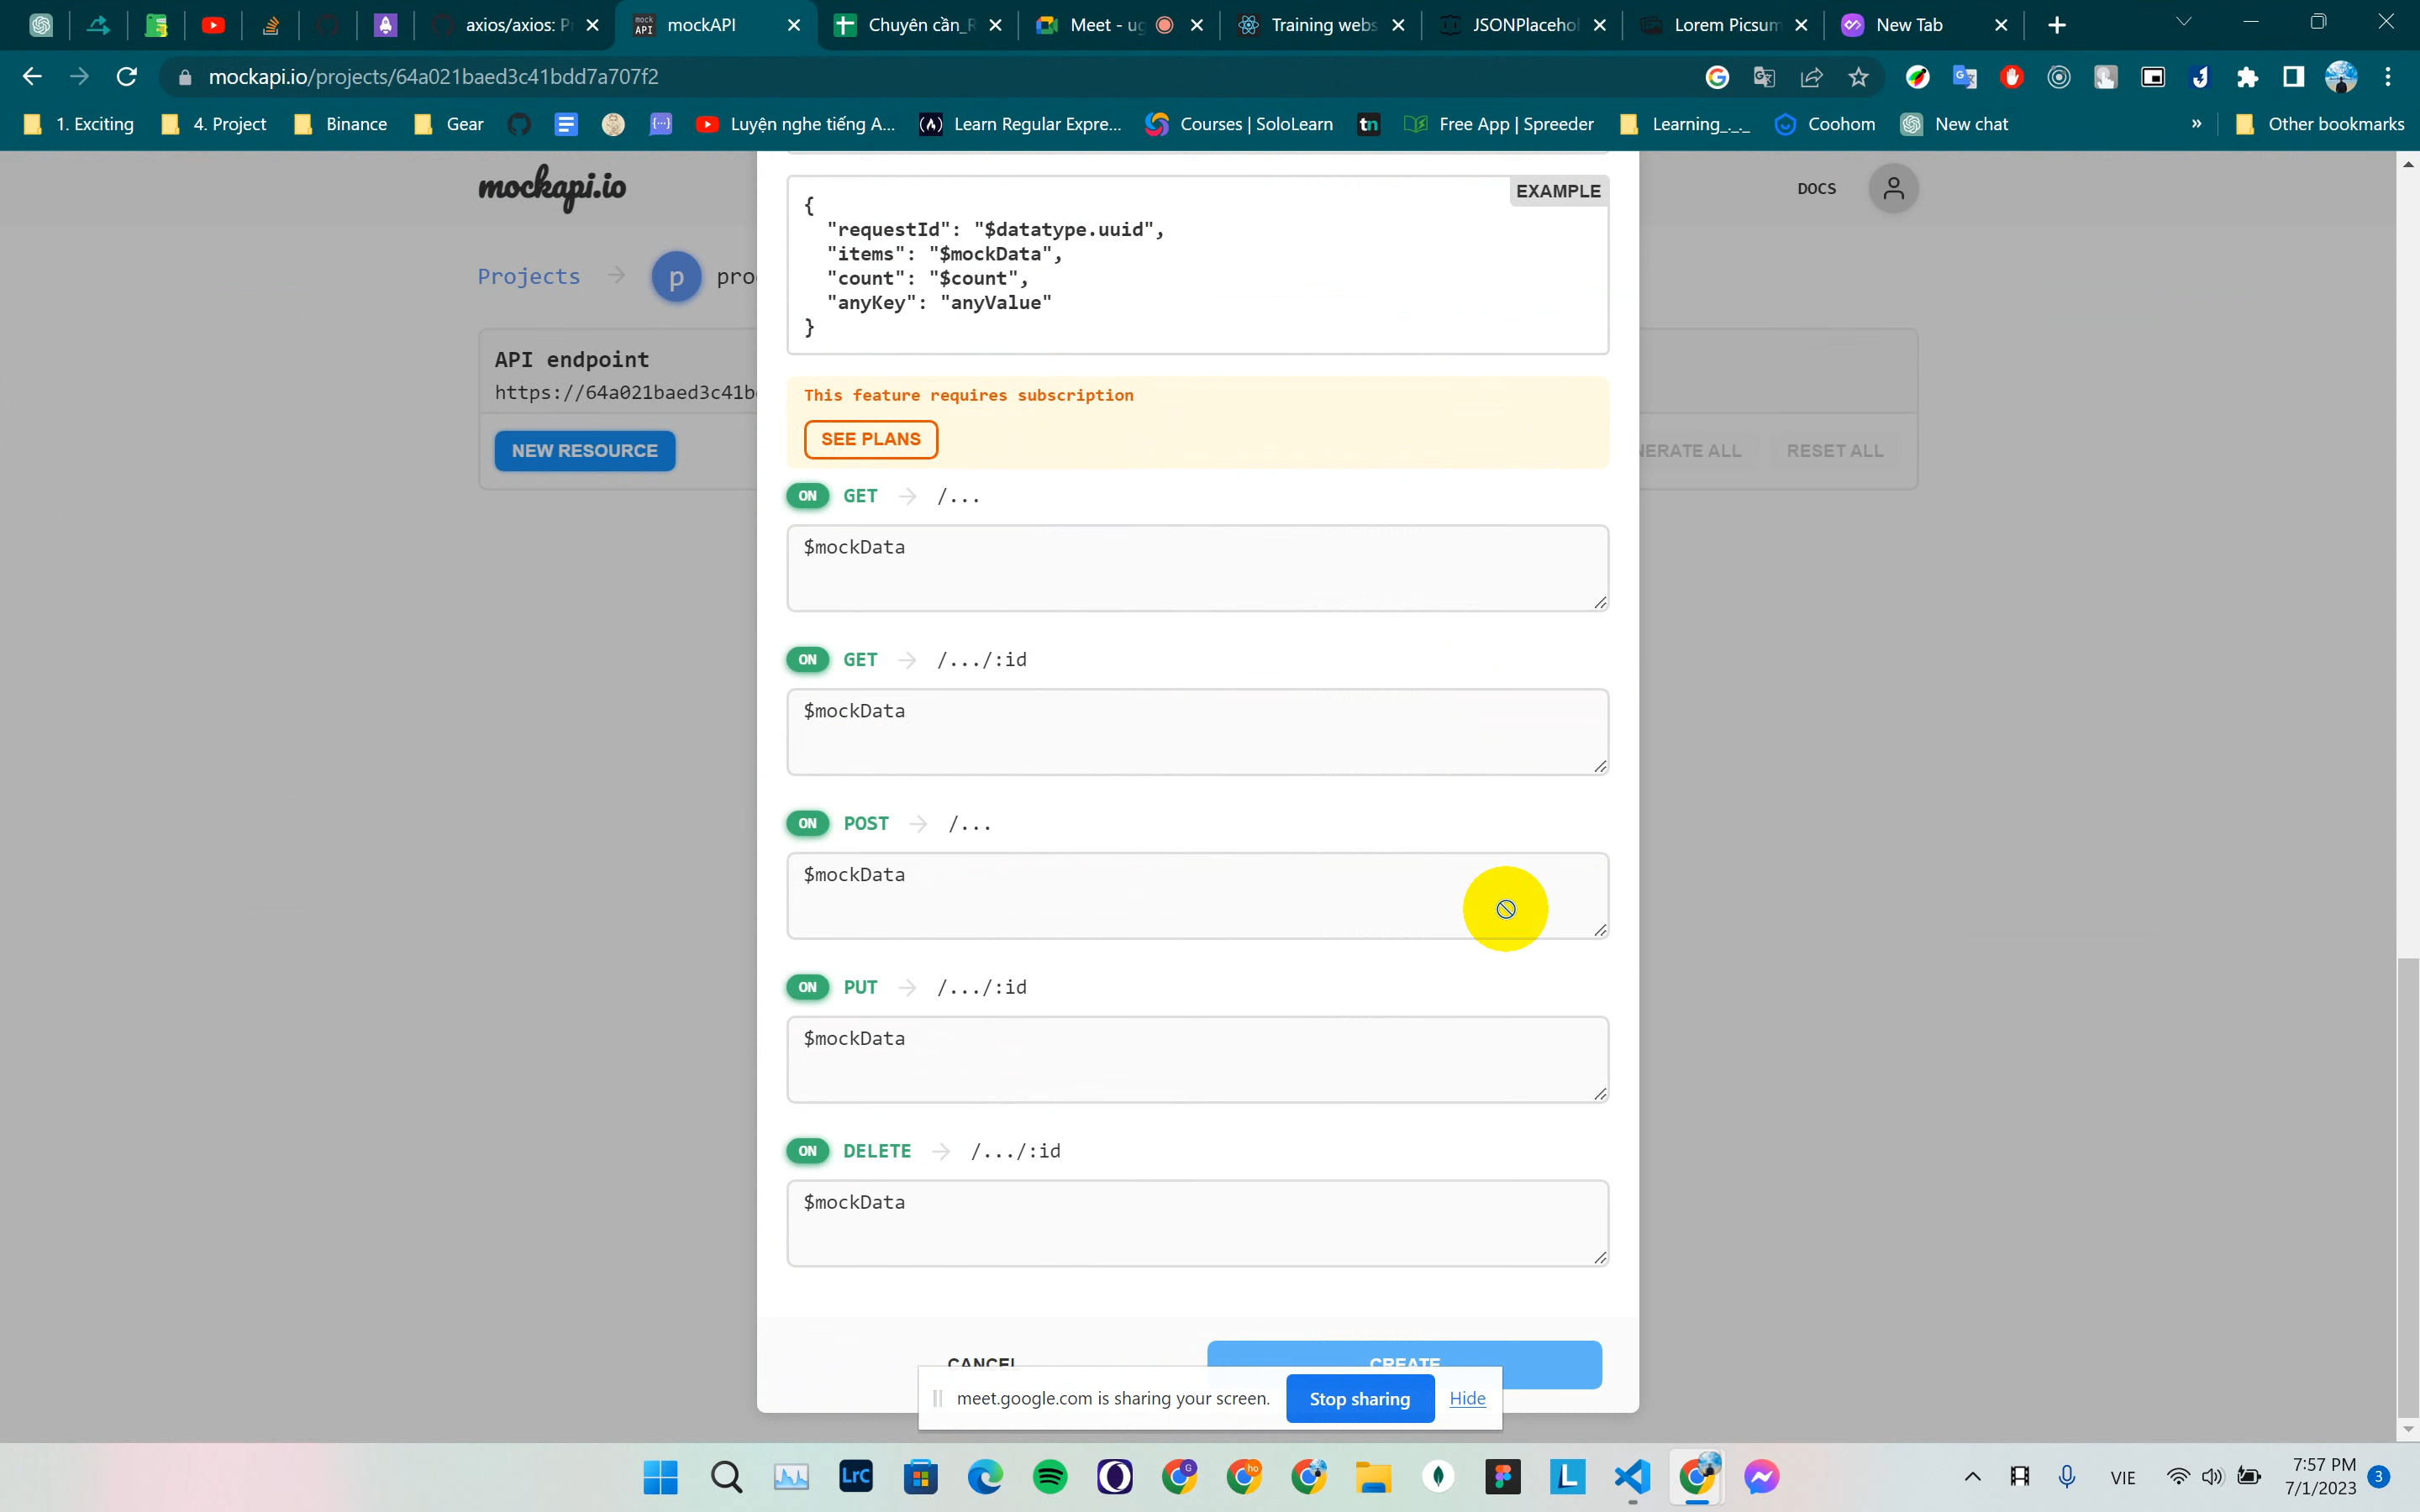 axios/axios: P
mockAPI
Chuyên cần_R
Meet - ug
Training webs
JSONPlacehol
Lorem Picsum
New Tab
mockapi.io/projects/64a021baed3c41bdd7a707f2
1. Exciting
4. Project
Binance
Gear
Luyện nghe tiếng A...
Learn Regular Expre...
Courses | SoloLearn
tn
Free App | Spreeder
Learning_._._
Coohom
New chat
»
Other bookmarks
mockapi.io
DOCS
Projects
p
pro
API endpoint
https://64a021baed3c41b
NEW RESOURCE
NERATE ALL
RESET ALL
EXAMPLE
{
"requestId": "$datatype.uuid",
"items": "$mockData",
"count": "$count",
"anyKey": "anyValue"
}
This feature requires subscription
SEE PLANS
ON GET → /...
$mockData
ON GET → /.../:id
$mockData
ON POST → /...
$mockData
ON PUT → /.../:id
$mockData
ON DELETE → /.../:id
$mockData
CANCEL
CREATE
meet.google.com is sharing your screen.
Stop sharing
Hide
LrC
VIE
7:57 PM
7/1/2023
3